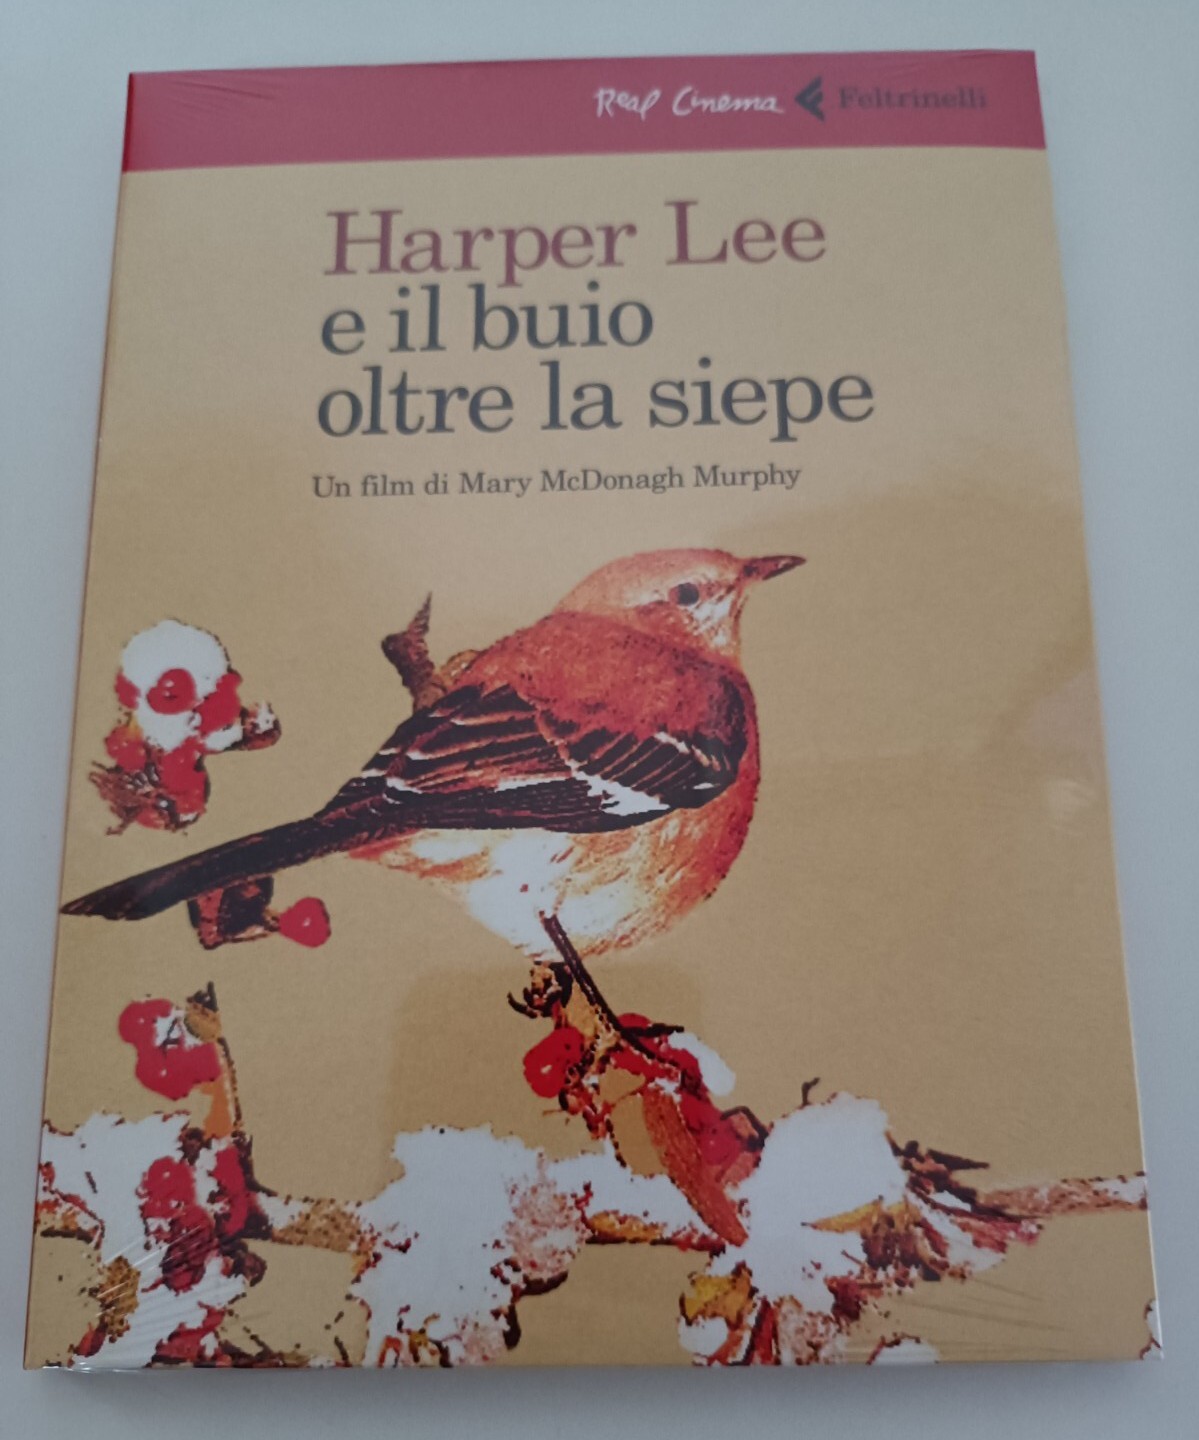 Real Cinema Feltrinelli
Harper Lee
e il buio
oltre la siepe
Un film di Mary McDonagh Murphy